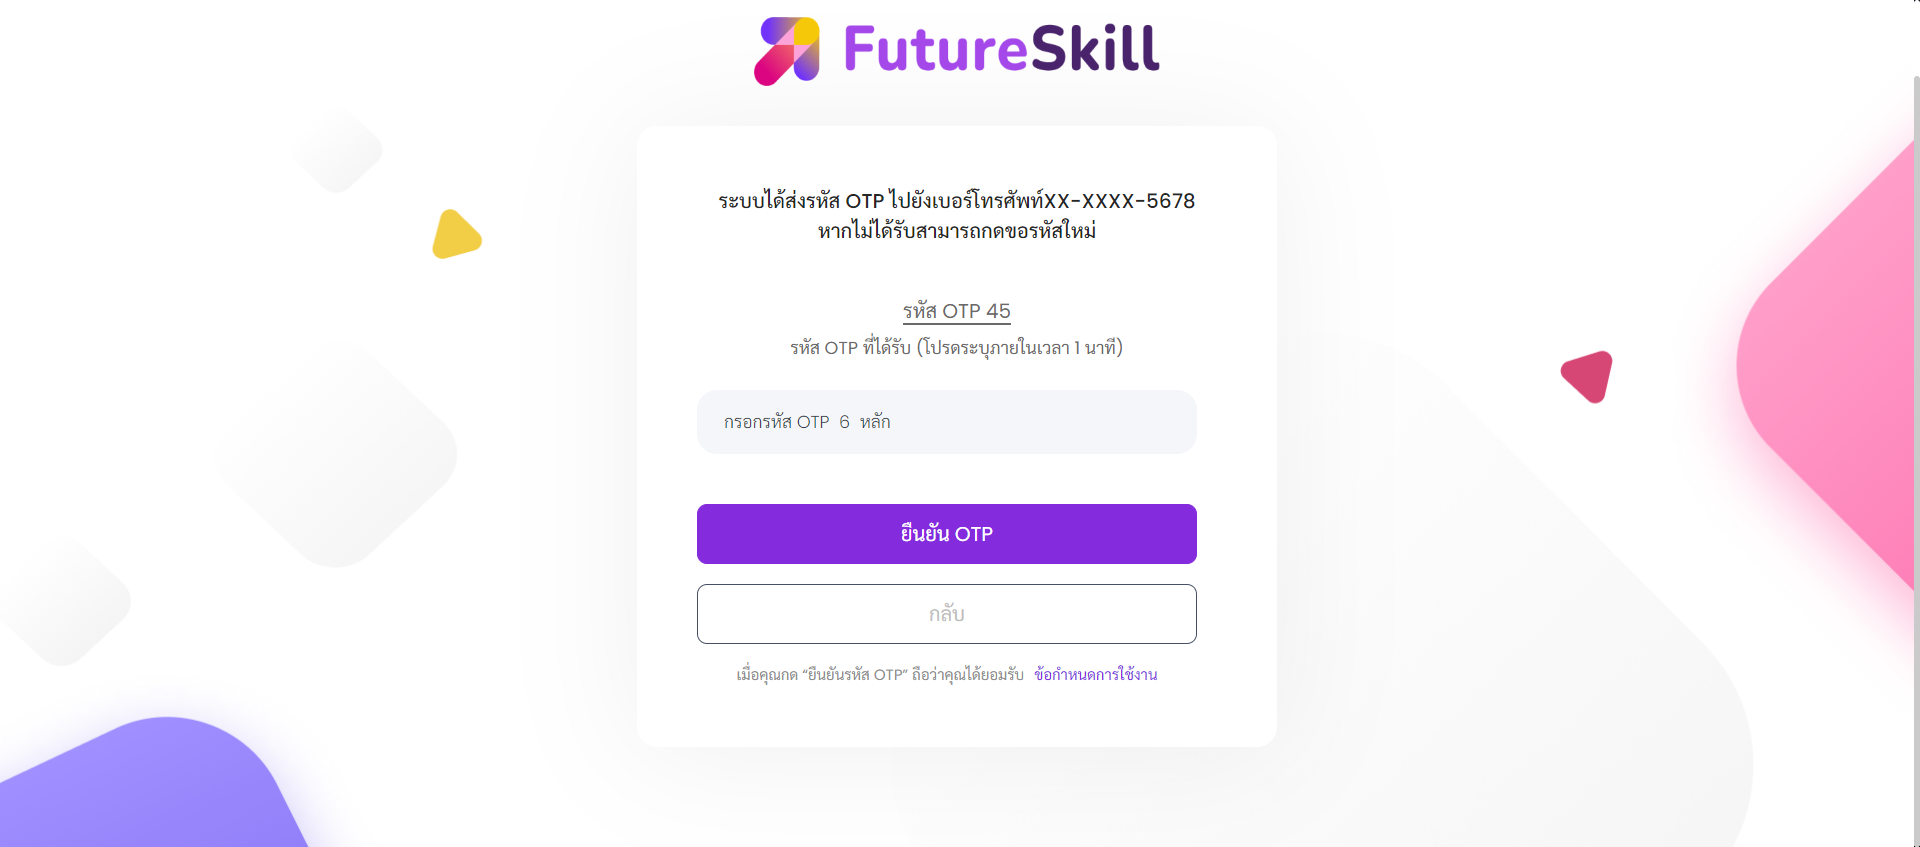 FutureSkill
ระบบได้ส่งรหัส OTP ไปยังเบอร์โทรศัพท์XX-XXXX-5678
หากไม่ได้รับสามารถกดขอรหัสใหม่
รหัส OTP 45
รหัส OTP ที่ได้รับ (โปรดระบุภายในเวลา 1 นาที)
กรอกรหัส OTP 6 หลัก
ยืนยัน OTP
กลับ
เมื่อคุณกด “ยืนยันรหัส OTP” ถือว่าคุณได้ยอมรับ ข้อกำหนดการใช้งาน